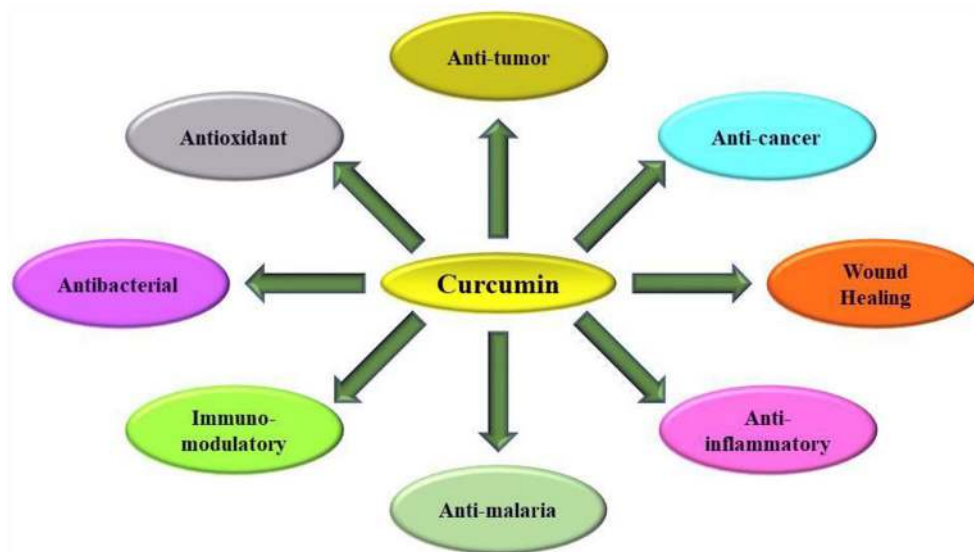 Anti-tumor
Antioxidant
Anti-cancer
Antibacterial
Curcumin
Wound
Healing
Immuno-
modulatory
Anti-
inflammatory
Anti-malaria